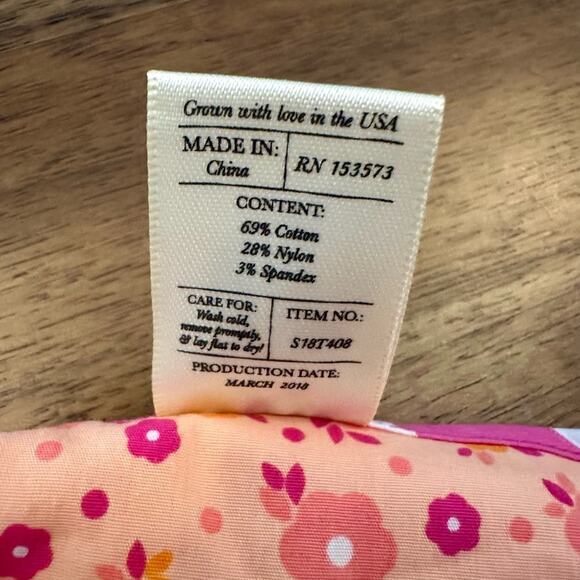 Grown with love in the USA
MADE IN:
China
RN 153573
CONTENT:
69% Cotton
28% Nylon
3% Spandex
CARE FOR:
Wash cold,
remove promptly,
& lay flat to dry!
ITEM NO.:
S18T408
PRODUCTION DATE:
MARCH 2018